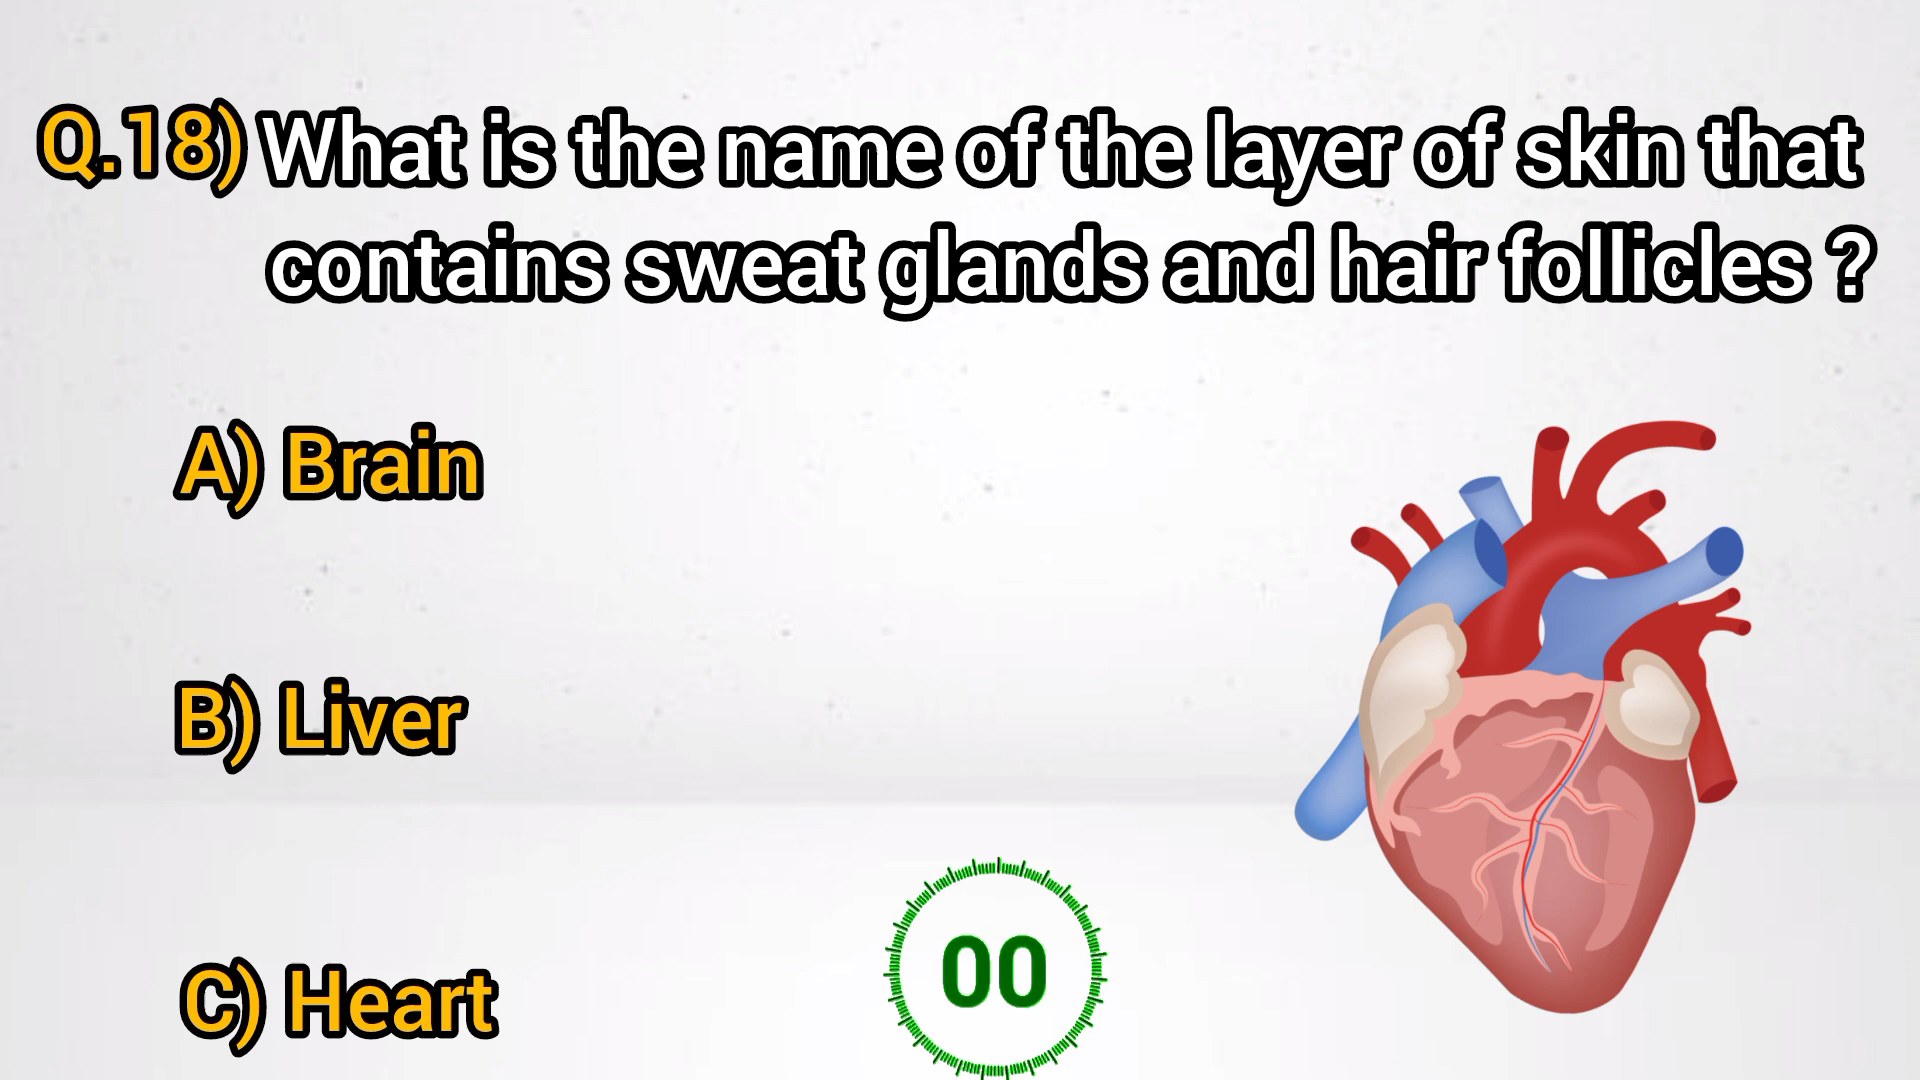 Q.18) What is the name of the layer of skin that
contains sweat glands and hair follicles ?
A) Brain
B) Liver
C) Heart
00